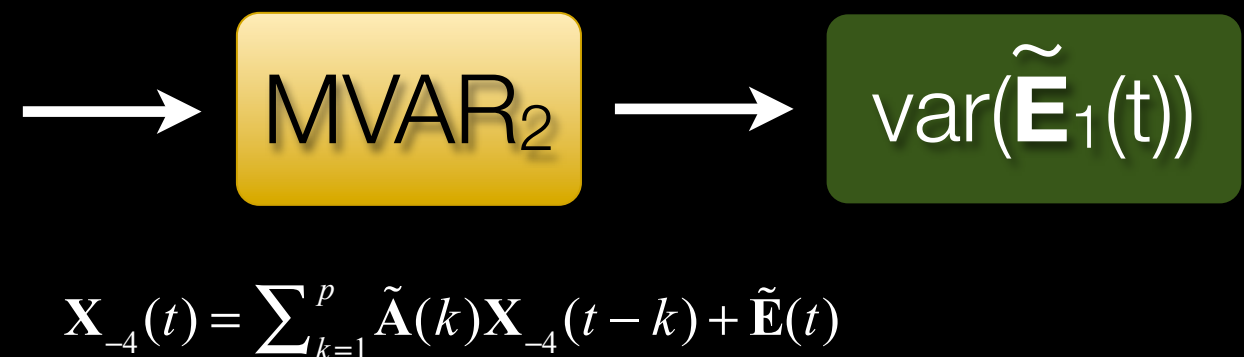 MVAR₂ var(Ẽ₁(t))
X₋₄(t) = ∑ₖ₌₁ᵖ Ã(k)X₋₄(t − k) + Ẽ(t)